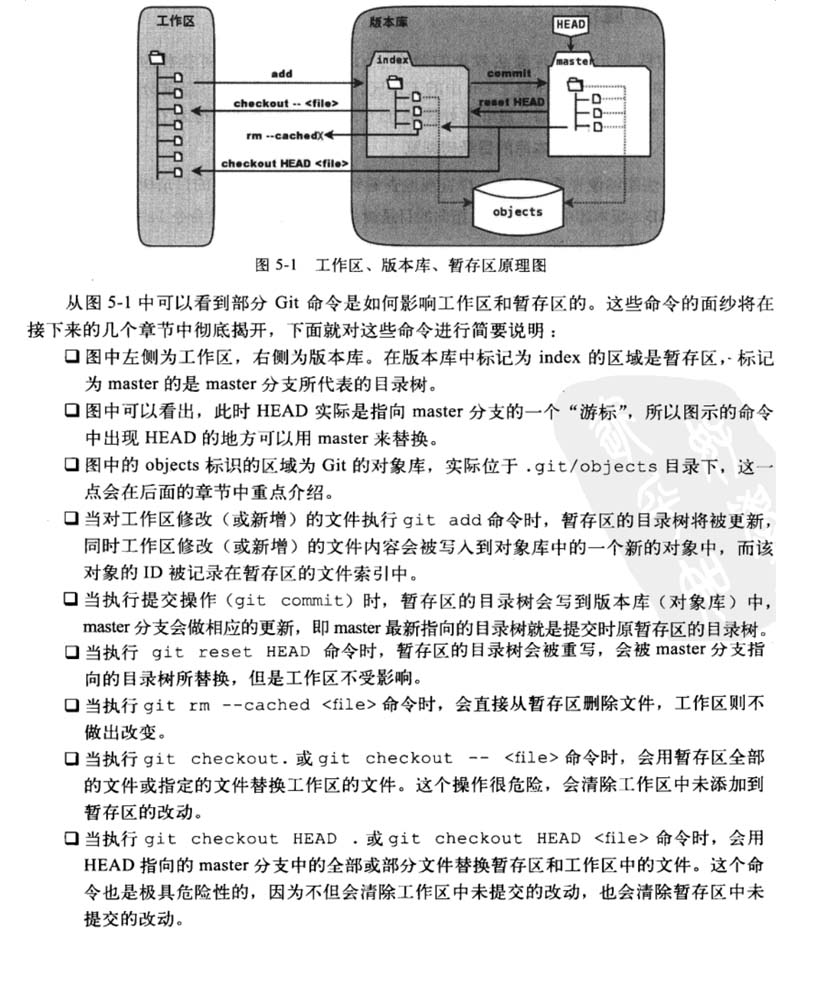 工作区
版本库
HEAD
index
master
add
commit
checkout -- <file>
reset HEAD
rm --cached
checkout HEAD <file>
objects
图 5-1 工作区、版本库、暂存区原理图
从图 5-1 中可以看到部分 Git 命令是如何影响工作区和暂存区的。这些命令的面纱将在
接下来的几个章节中彻底揭开，下面就对这些命令进行简要说明：
❑ 图中左侧为工作区，右侧为版本库。在版本库中标记为 index 的区域是暂存区，标记
为 master 的是 master 分支所代表的目录树。
❑ 图中可以看出，此时 HEAD 实际是指向 master 分支的一个“游标”，所以图示的命令
中出现 HEAD 的地方可以用 master 来替换。
❑ 图中的 objects 标识的区域为 Git 的对象库，实际位于 .git/objects 目录下，这一
点会在后面的章节中重点介绍。
❑ 当对工作区修改（或新增）的文件执行 git add 命令时，暂存区的目录树将被更新，
同时工作区修改（或新增）的文件内容会被写入到对象库中的一个新的对象中，而该
对象的 ID 被记录在暂存区的文件索引中。
❑ 当执行提交操作（git commit）时，暂存区的目录树会写到版本库（对象库）中，
master 分支会做相应的更新，即 master 最新指向的目录树就是提交时原暂存区的目录树。
❑ 当执行 git reset HEAD 命令时，暂存区的目录树会被重写，会被 master 分支指
向的目录树所替换，但是工作区不受影响。
❑ 当执行 git rm --cached <file> 命令时，会直接从暂存区删除文件，工作区则不
做出改变。
❑ 当执行 git checkout. 或 git checkout -- <file> 命令时，会用暂存区全部
的文件或指定的文件替换工作区的文件。这个操作很危险，会清除工作区中未添加到
暂存区的改动。
❑ 当执行 git checkout HEAD . 或 git checkout HEAD <file> 命令时，会用
HEAD 指向的 master 分支中的全部或部分文件替换暂存区和工作区中的文件。这个命
令也是极具危险性的，因为不但会清除工作区中未提交的改动，也会清除暂存区中未
提交的改动。